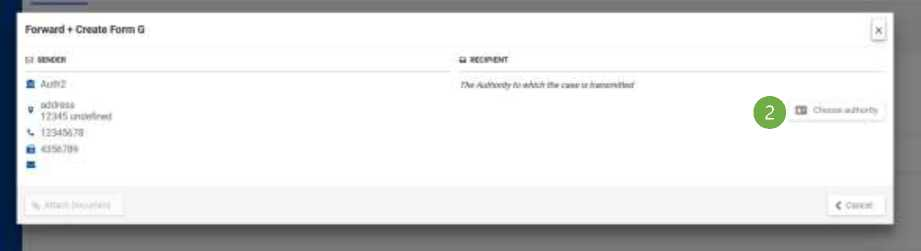 Forward + Create Form G
×
SENDER
RECIPIENT
Auth2
The Authority to which the case is transmitted
address
12345 undefined
2
Choose authority
12345678
4356789
Attach Document
Cancel